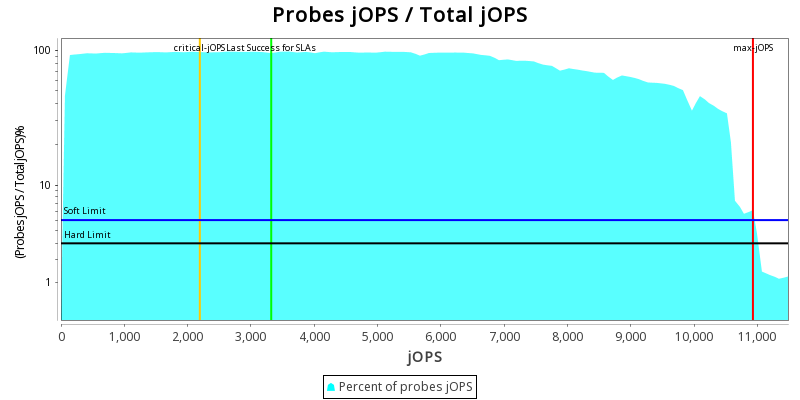 Probes jOPS / Total jOPS
(Probes jOPS / Total jOPS)%
100
10
1
critical-jOPS
Last Success for SLAs
max-jOPS
Soft Limit
Hard Limit
0
1,000
2,000
3,000
4,000
5,000
6,000
7,000
8,000
9,000
10,000
11,000
jOPS
Percent of probes jOPS